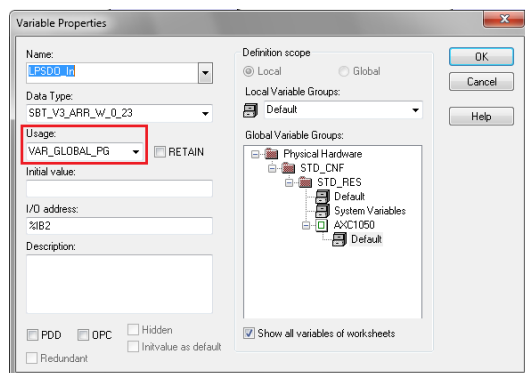 Variable Properties
Name:
LPSDO_In
Data Type:
SBT_V3_ARR_W_0_23
Usage:
VAR_GLOBAL_PG
RETAIN
Initial value:
I/O address:
%IB2
Description:
PDD
OPC
Hidden
Initvalue as default
Redundant
Definition scope
Local
Global
Local Variable Groups:
Default
Global Variable Groups:
Physical Hardware
STD_CNF
STD_RES
Default
System Variables
AXC1050
Default
Show all variables of worksheets
OK
Cancel
Help